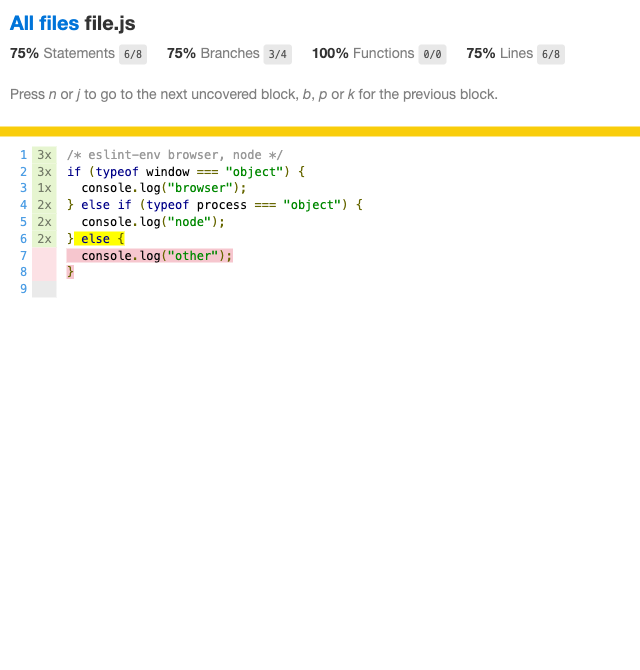 All files file.js
75% Statements 6/8 75% Branches 3/4 100% Functions 0/0 75% Lines 6/8
Press n or j to go to the next uncovered block, b, p or k for the previous block.
1 3x /* eslint-env browser, node */
2 3x if (typeof window === "object") {
3 1x   console.log("browser");
4 2x } else if (typeof process === "object") {
5 2x   console.log("node");
6 2x } else {
7   console.log("other");
8 }
9